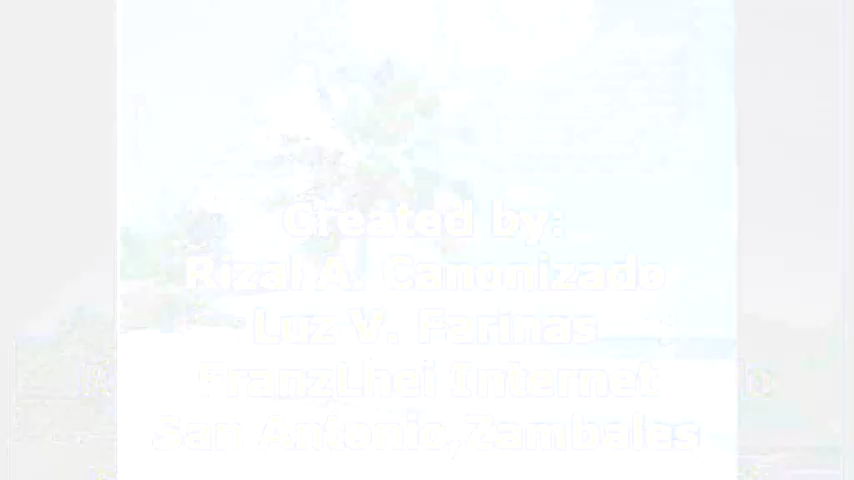 Created by:
Rizal A. Canonizado
Luz V. Farinas
FranzLhei Internet
San Antonio,Zambales